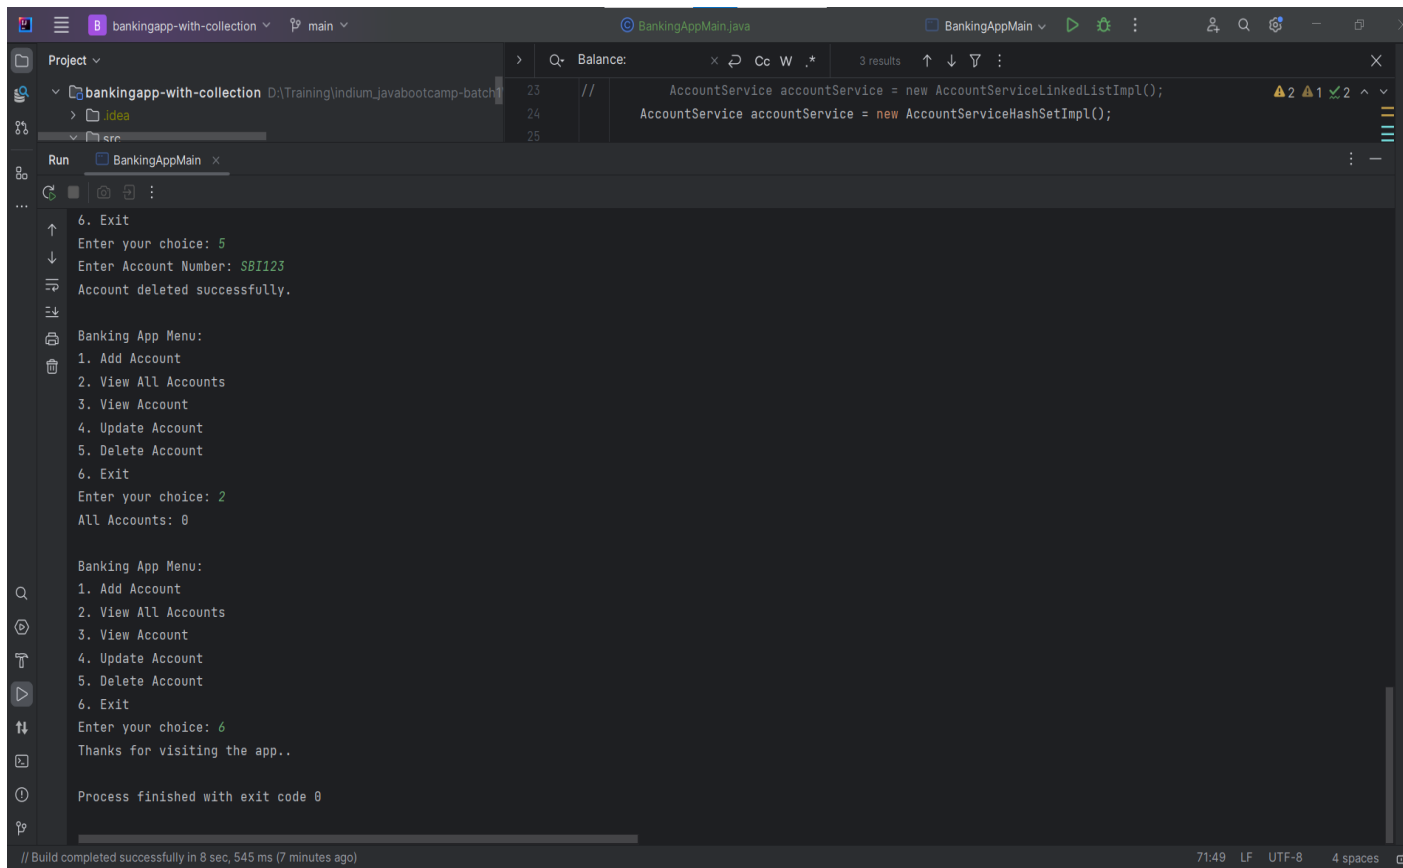 B bankingapp-with-collection main BankingAppMain.java BankingAppMain
Project
Balance: Cc W .* 3 results
bankingapp-with-collection D:\Training\indium_javabootcamp-batch1
.idea
src
23 // AccountService accountService = new AccountServiceLinkedListImpl(); 2 1 2
24 AccountService accountService = new AccountServiceHashSetImpl();
25
Run BankingAppMain
6. Exit
Enter your choice: 5
Enter Account Number: SBI123
Account deleted successfully.
Banking App Menu:
1. Add Account
2. View All Accounts
3. View Account
4. Update Account
5. Delete Account
6. Exit
Enter your choice: 2
All Accounts: 0
Banking App Menu:
1. Add Account
2. View All Accounts
3. View Account
4. Update Account
5. Delete Account
6. Exit
Enter your choice: 6
Thanks for visiting the app..
Process finished with exit code 0
// Build completed successfully in 8 sec, 545 ms (7 minutes ago) 71:49 LF UTF-8 4 spaces